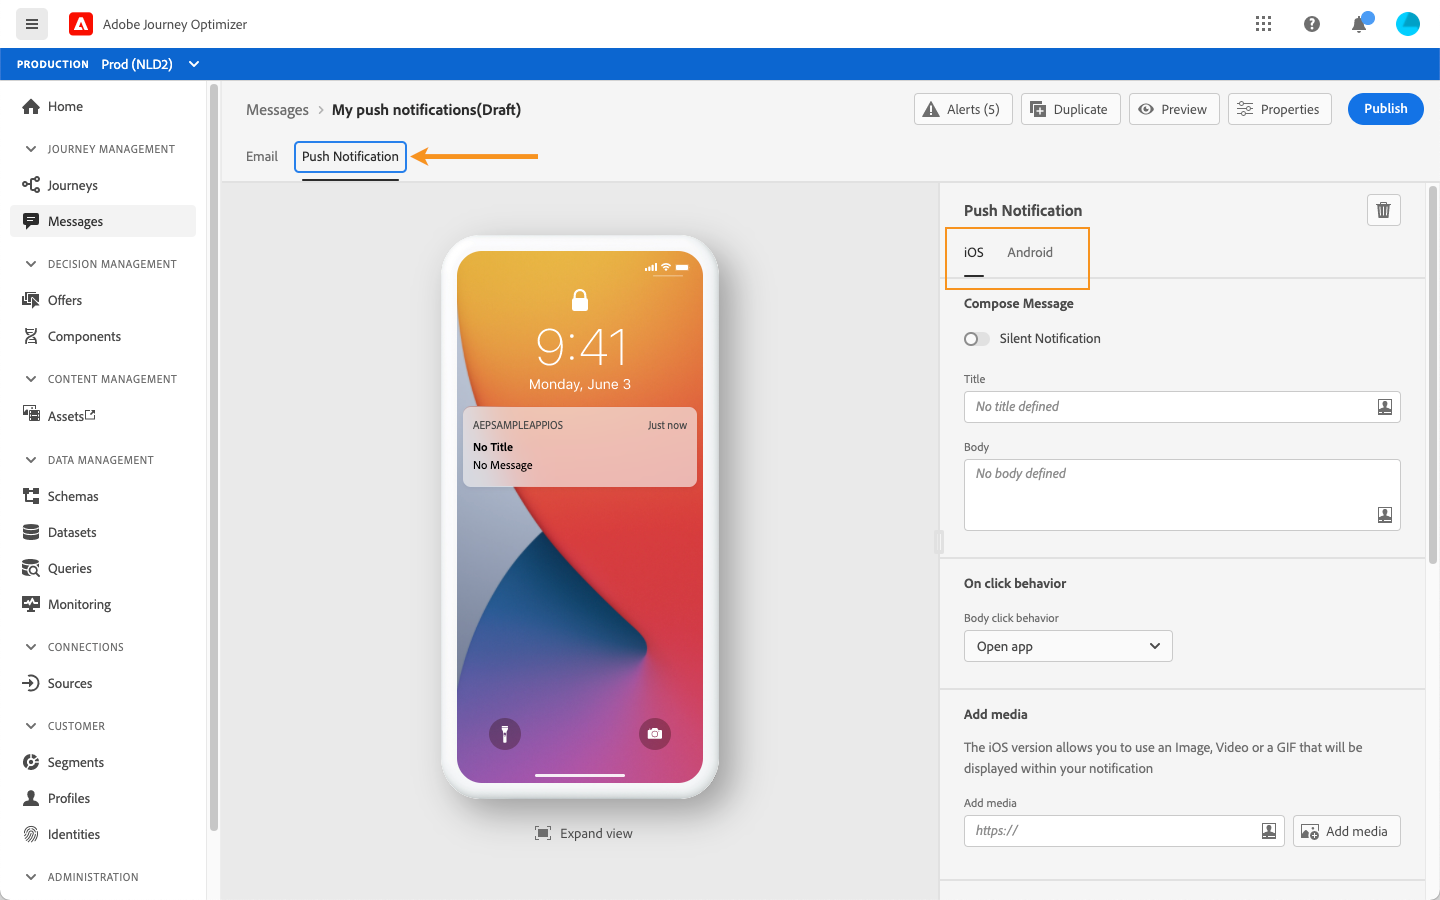 Adobe Journey Optimizer
PRODUCTION Prod (NLD2)
Home
JOURNEY MANAGEMENT
Journeys
Messages
DECISION MANAGEMENT
Offers
Components
CONTENT MANAGEMENT
Assets
DATA MANAGEMENT
Schemas
Datasets
Queries
Monitoring
CONNECTIONS
Sources
CUSTOMER
Segments
Profiles
Identities
ADMINISTRATION
Messages > My push notifications(Draft)
Alerts (5)
Duplicate
Preview
Properties
Publish
Email
Push Notification
9:41
Monday, June 3
AEPSAMPLEAPPIOS Just now
No Title
No Message
Expand view
Push Notification
iOS Android
Compose Message
Silent Notification
Title
No title defined
Body
No body defined
On click behavior
Body click behavior
Open app
Add media
The iOS version allows you to use an Image, Video or a GIF that will be
displayed within your notification
Add media
https://
Add media